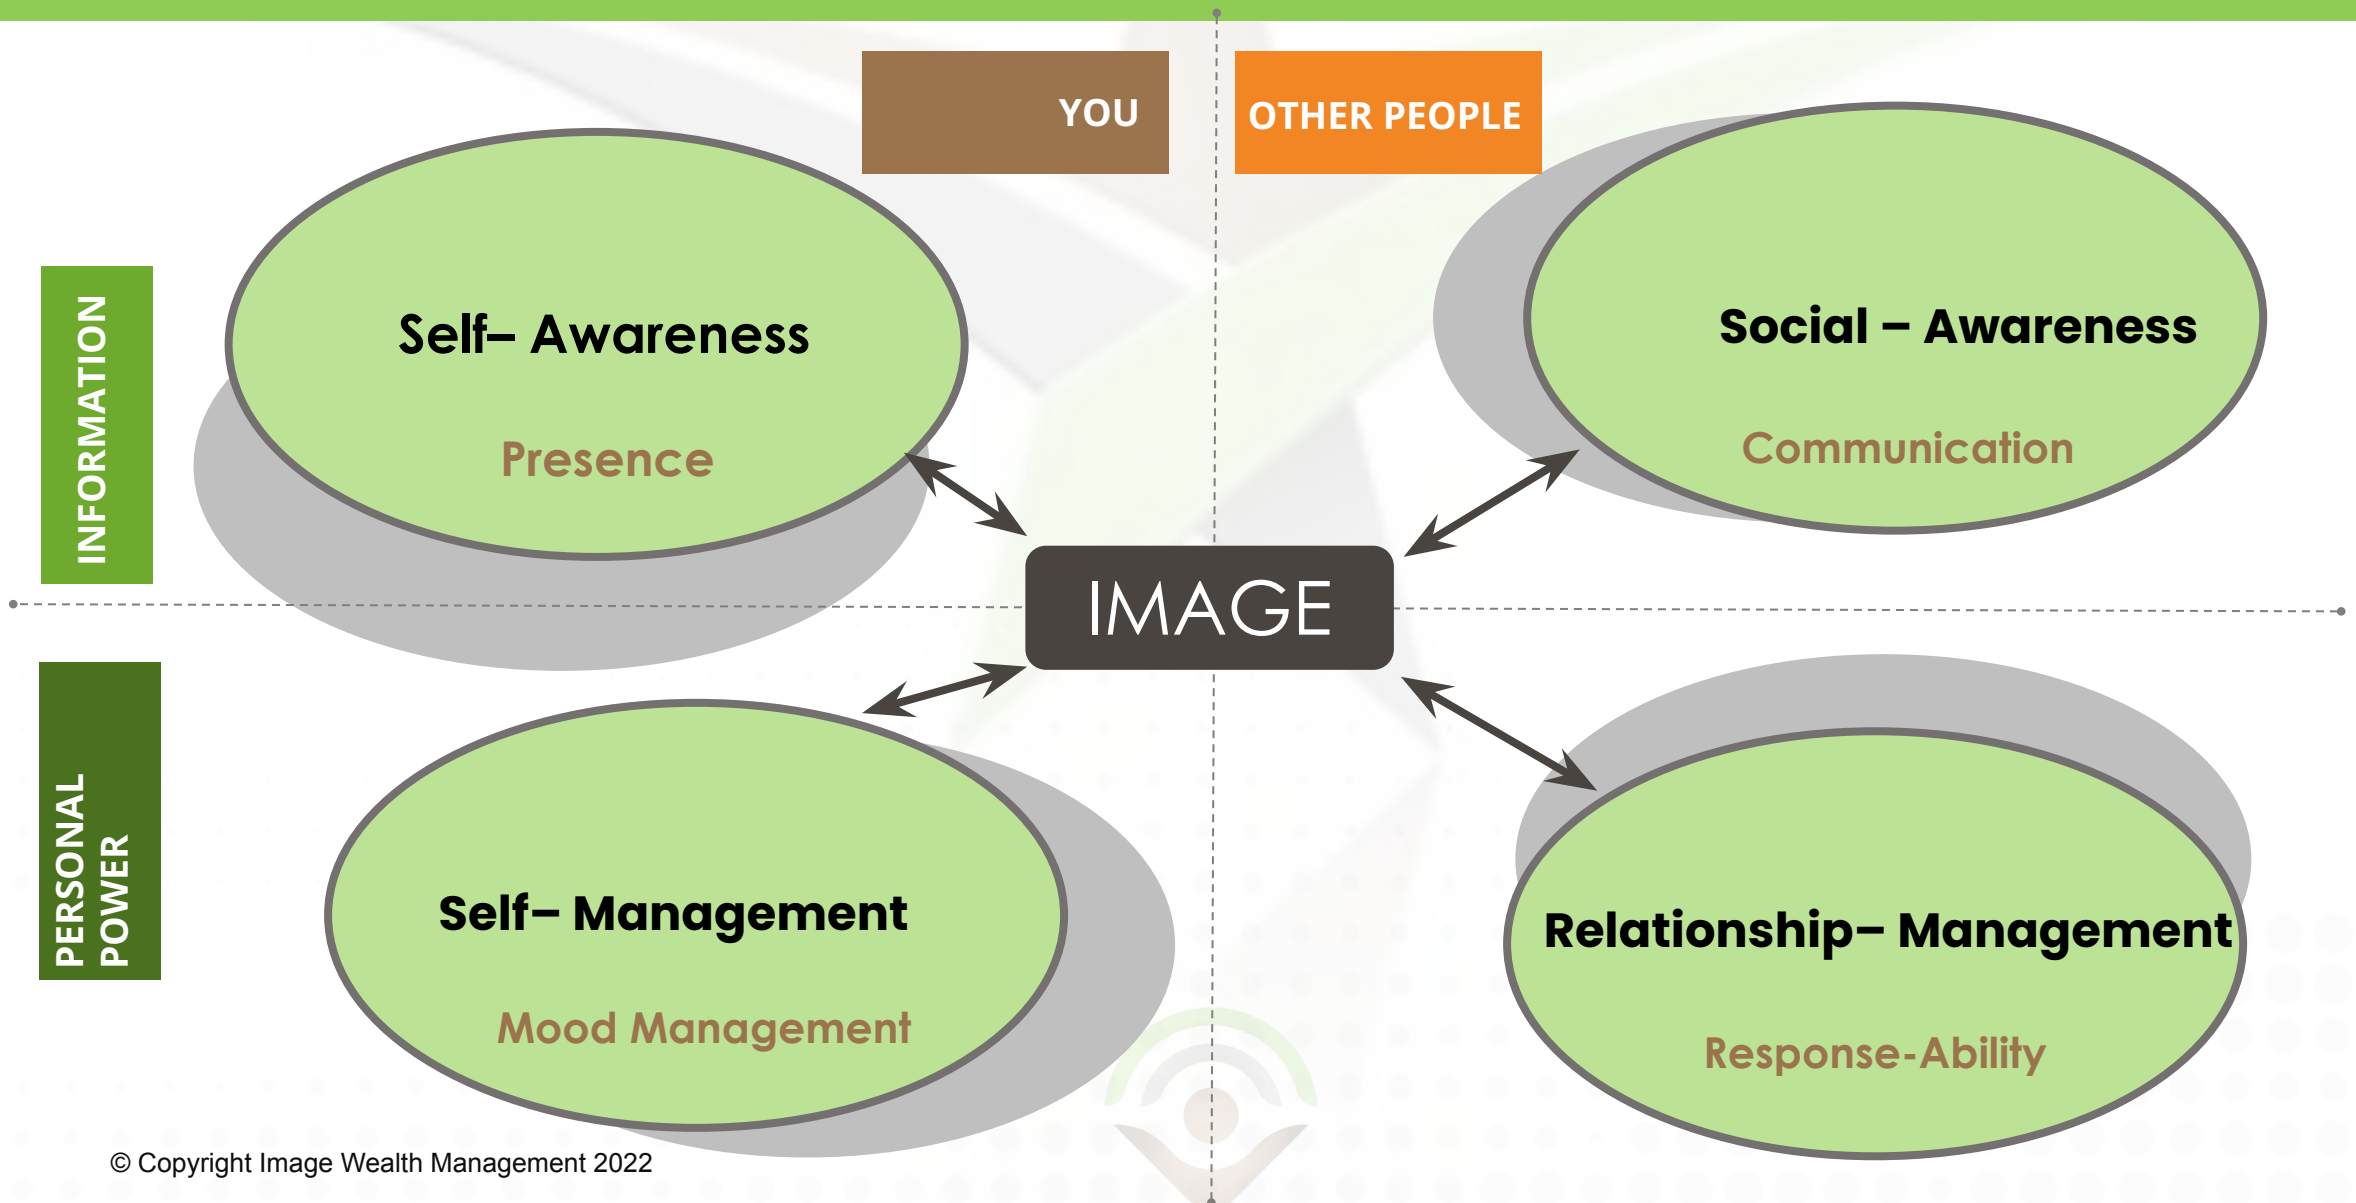 YOU
OTHER PEOPLE
INFORMATION
Self– Awareness
Presence
Social – Awareness
Communication
IMAGE
PERSONAL
POWER
Self– Management
Mood Management
Relationship– Management
Response-Ability
© Copyright Image Wealth Management 2022